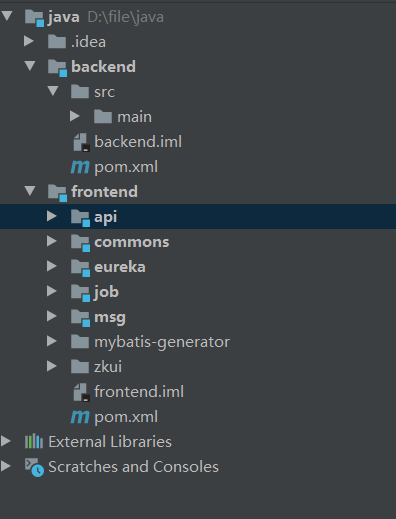 java D:\file\java
.idea
backend
src
main
backend.iml
pom.xml
frontend
api
commons
eureka
job
msg
mybatis-generator
zkui
frontend.iml
pom.xml
External Libraries
Scratches and Consoles